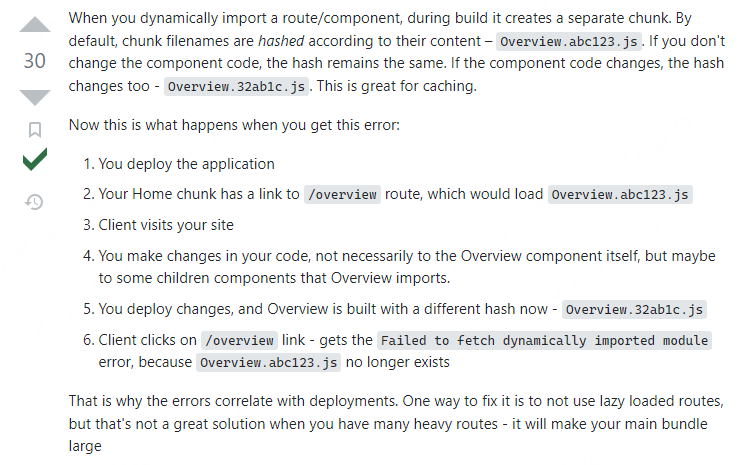 When you dynamically import a route/component, during build it creates a separate chunk. By
default, chunk filenames are hashed according to their content – Overview.abc123.js. If you don't
30
change the component code, the hash remains the same. If the component code changes, the hash
changes too - Overview.32ab1c.js. This is great for caching.
Now this is what happens when you get this error:
1. You deploy the application
2. Your Home chunk has a link to /overview route, which would load Overview.abc123.js
3. Client visits your site
4. You make changes in your code, not necessarily to the Overview component itself, but maybe
to some children components that Overview imports.
5. You deploy changes, and Overview is built with a different hash now - Overview.32ab1c.js
6. Client clicks on /overview link - gets the Failed to fetch dynamically imported module
error, because Overview.abc123.js no longer exists
That is why the errors correlate with deployments. One way to fix it is to not use lazy loaded routes,
but that's not a great solution when you have many heavy routes - it will make your main bundle
large